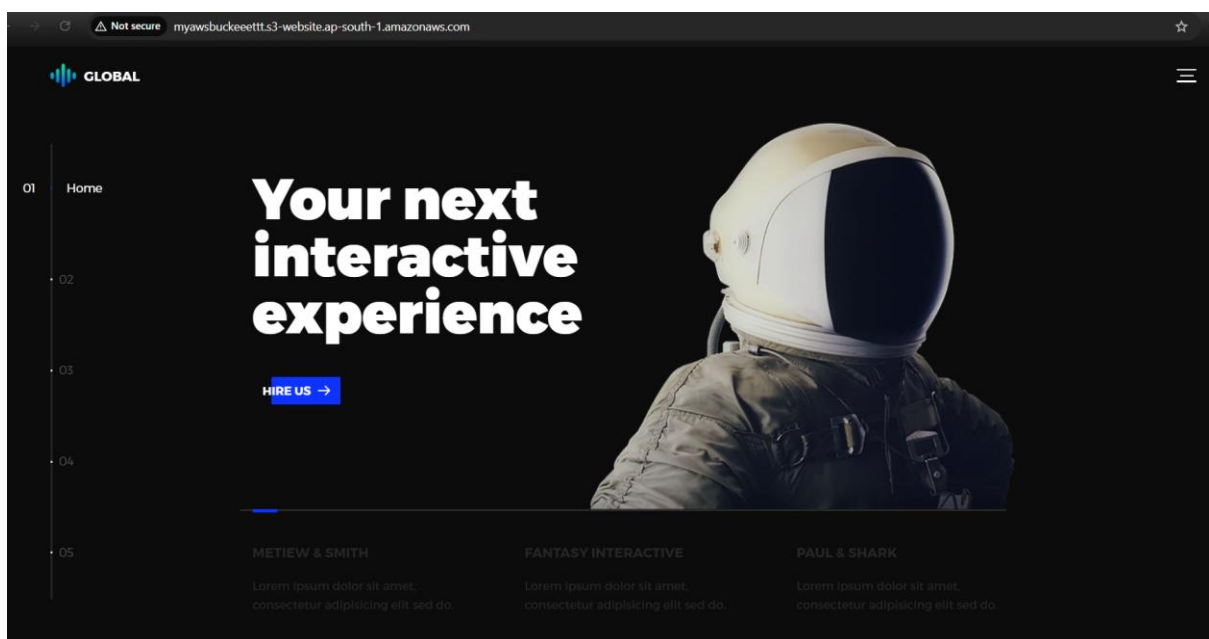 Not secure myawsbuckeeettt.s3-website.ap-south-1.amazonaws.com
GLOBAL
01 Home
Your next
interactive
experience
02
03
HIRE US →
04
05
METIEW & SMITH
Lorem ipsum dolor sit amet,
consectetur adipisicing elit sed do.
FANTASY INTERACTIVE
Lorem ipsum dolor sit amet,
consectetur adipisicing elit sed do.
PAUL & SHARK
Lorem ipsum dolor sit amet,
consectetur adipisicing elit sed do.